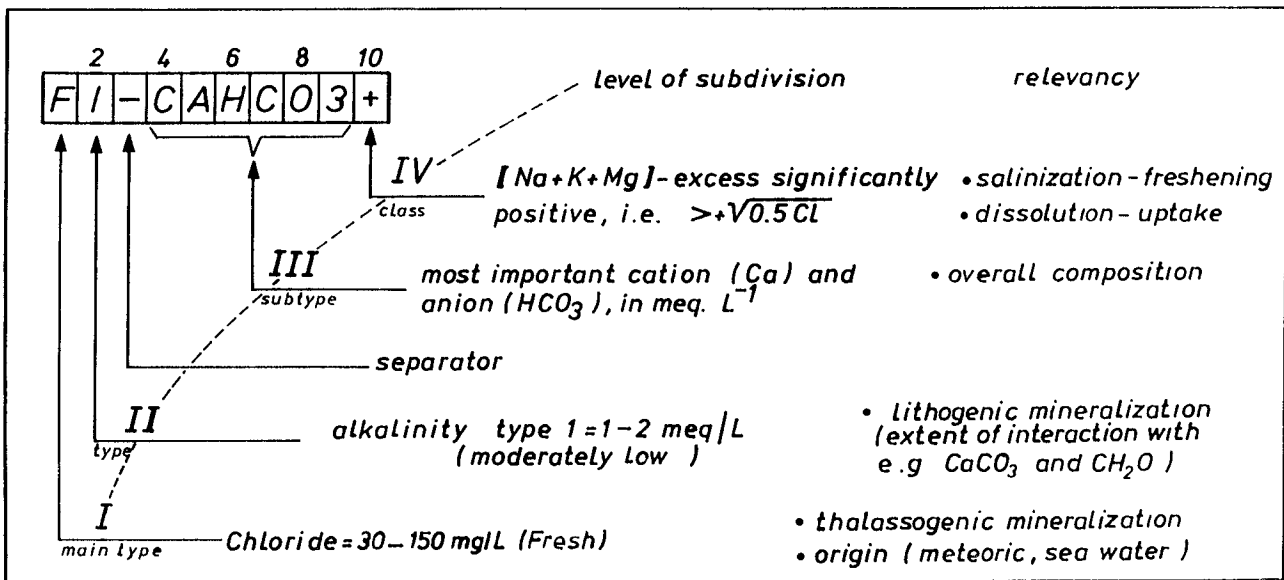 2 4 6 8 10
F 1 - C A H C O 3 +
level of subdivision relevancy
IV
class
[Na+K+Mg]-excess significantly
positive, i.e. >+√0.5 Cl
• salinization-freshening
• dissolution-uptake
III
subtype
most important cation (Ca) and
anion (HCO₃), in meq. L⁻¹
• overall composition
separator
II
type
alkalinity type 1 = 1-2 meq/L
(moderately low )
• lithogenic mineralization
(extent of interaction with
e.g CaCO₃ and CH₂O )
I
main type
Chloride = 30-150 mg/L (Fresh)
• thalassogenic mineralization
• origin ( meteoric, sea water )